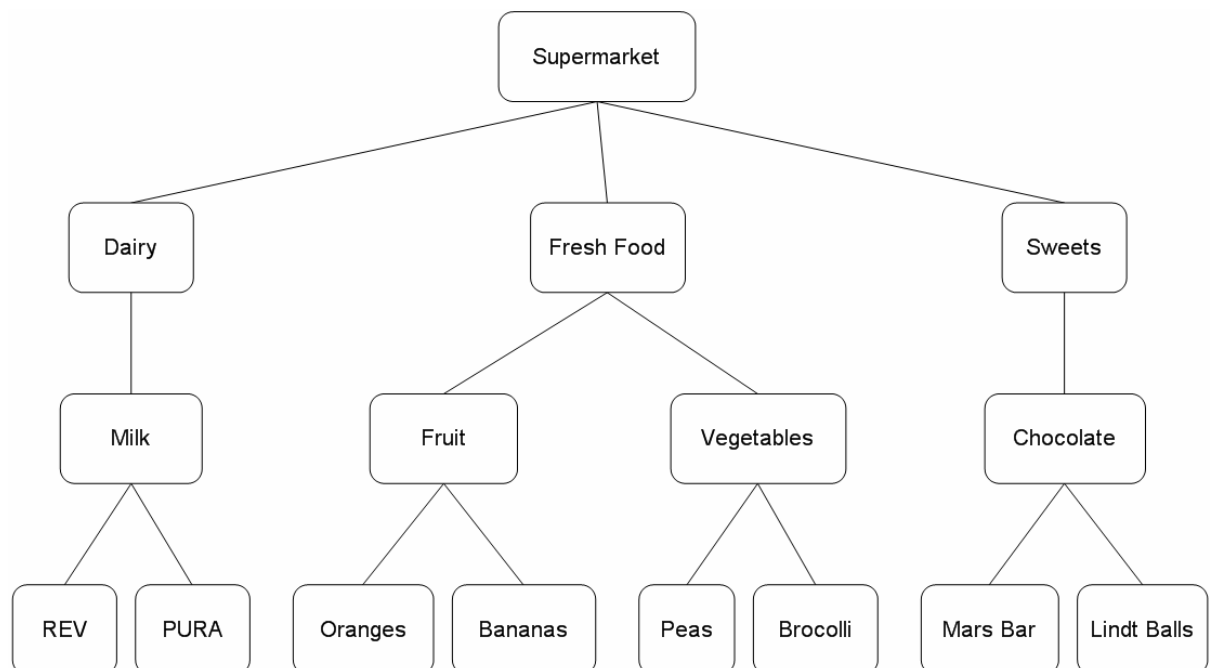 Supermarket
Dairy
Fresh Food
Sweets
Milk
Fruit
Vegetables
Chocolate
REV
PURA
Oranges
Bananas
Peas
Brocolli
Mars Bar
Lindt Balls